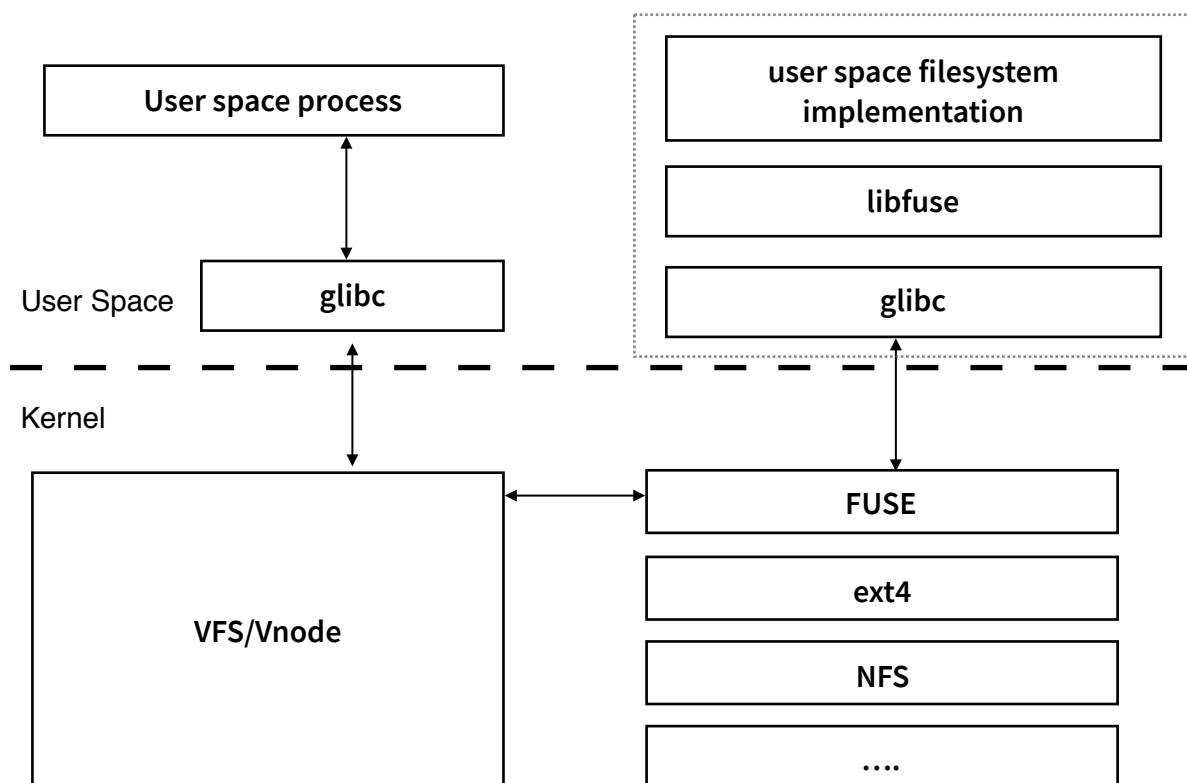 User space process
user space filesystem
implementation
libfuse
glibc
glibc
User Space
Kernel
VFS/Vnode
FUSE
ext4
NFS
....